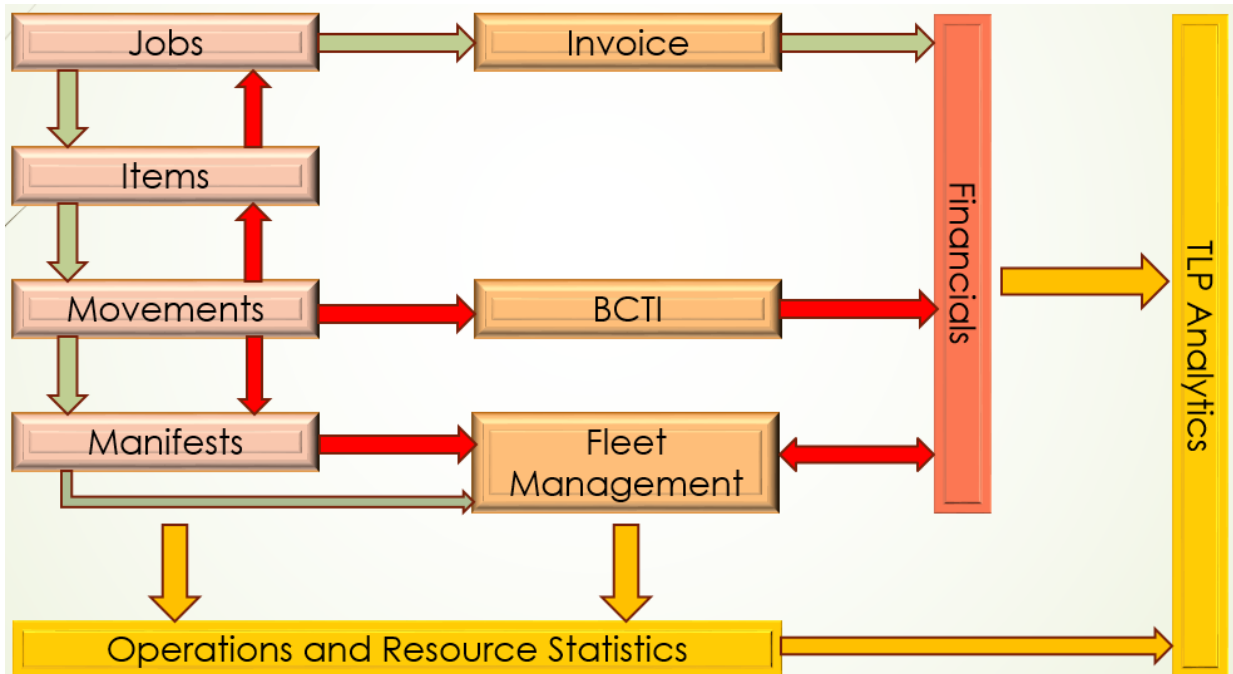 Jobs
Invoice
Items
Movements
BCTI
Manifests
Fleet
Management
Financials
TLP Analytics
Operations and Resource Statistics